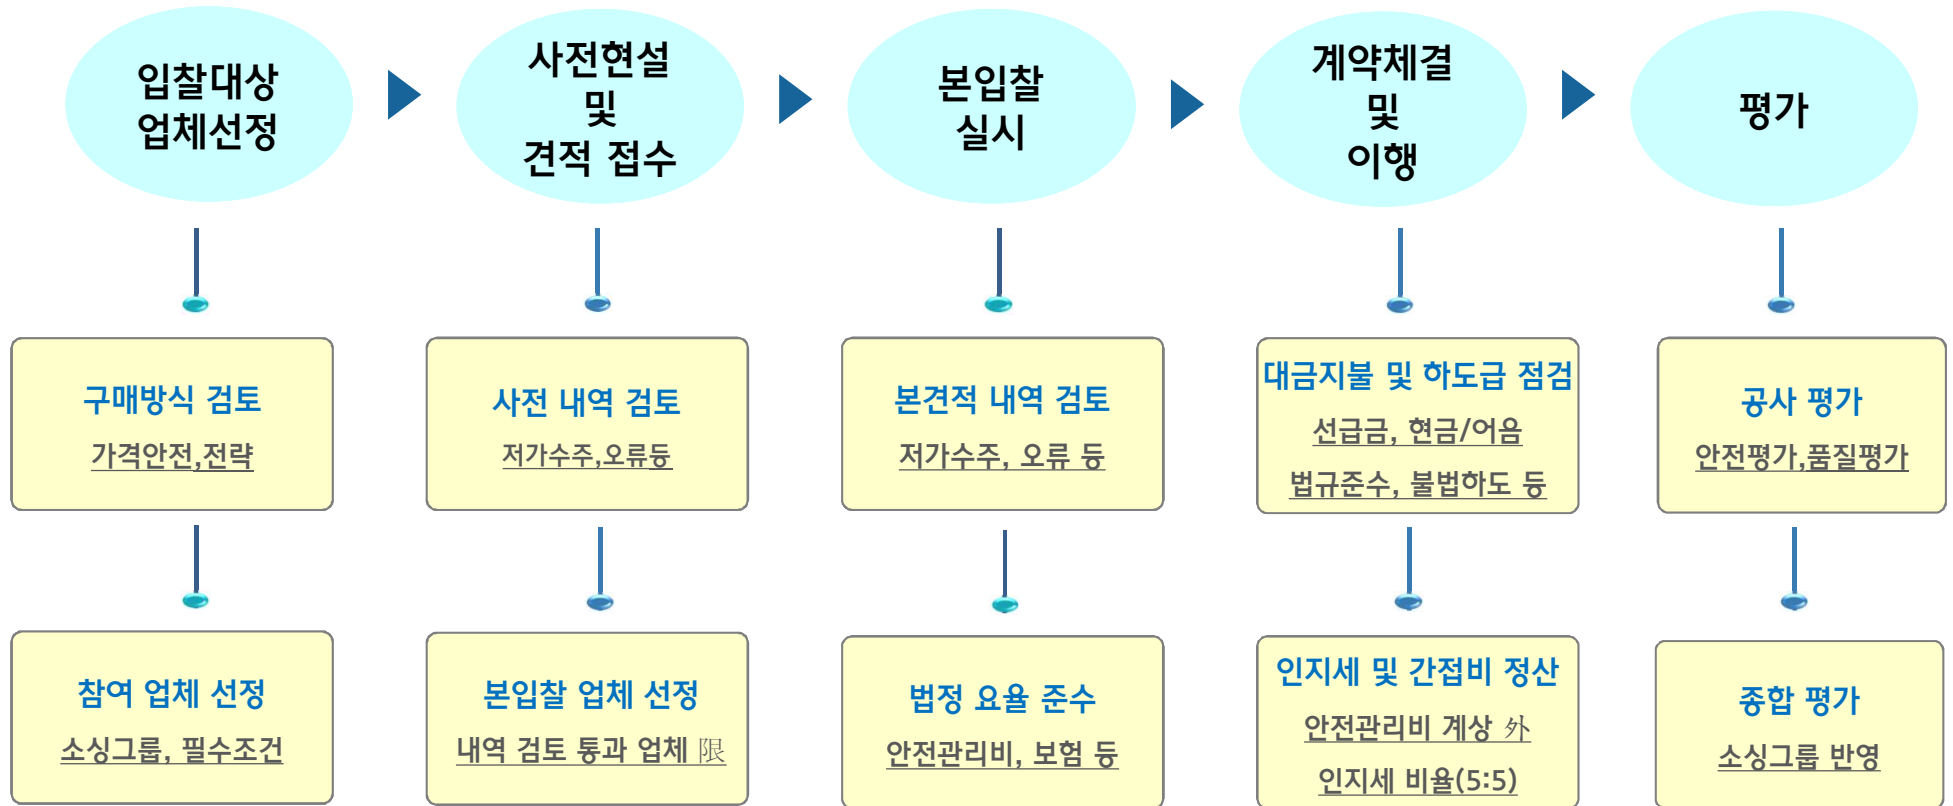 입찰대상
업체선정
사전현설
및
견적 접수
본입찰
실시
계약체결
및
이행
평가
구매방식 검토
가격안전,전략
사전 내역 검토
저가수주,오류등
본견적 내역 검토
저가수주, 오류 등
대금지불 및 하도급 점검
선급금, 현금/어음
법규준수, 불법하도 등
공사 평가
안전평가,품질평가
참여 업체 선정
소싱그룹, 필수조건
본입찰 업체 선정
내역 검토 통과 업체 限
법정 요율 준수
안전관리비, 보험 등
인지세 및 간접비 정산
안전관리비 계상 外
인지세 비율(5:5)
종합 평가
소싱그룹 반영